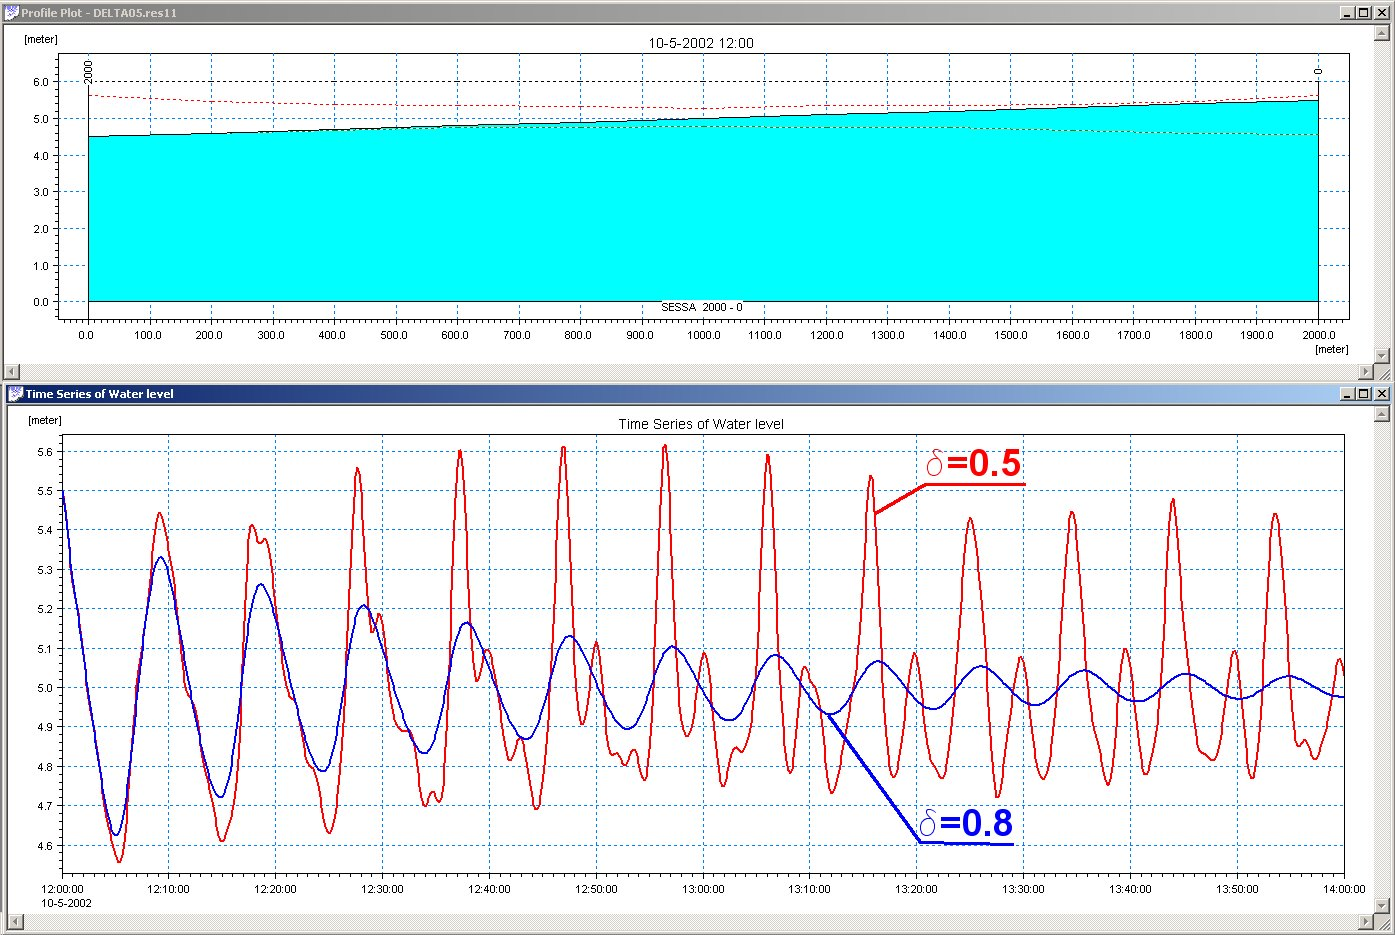 Profile Plot - DELTA05.res11
[meter]
10-5-2002 12:00
2000
0
6.0
5.0
4.0
3.0
2.0
1.0
0.0
SESSA 2000 - 0
0.0 100.0 200.0 300.0 400.0 500.0 600.0 700.0 800.0 900.0 1000.0 1100.0 1200.0 1300.0 1400.0 1500.0 1600.0 1700.0 1800.0 1900.0 2000.0
[meter]
Time Series of Water level
[meter]
Time Series of Water level
5.6
δ=0.5
5.5
5.4
5.3
5.2
5.1
5.0
4.9
4.8
4.7
δ=0.8
4.6
12:00:00 12:10:00 12:20:00 12:30:00 12:40:00 12:50:00 13:00:00 13:10:00 13:20:00 13:30:00 13:40:00 13:50:00 14:00:00
10-5-2002